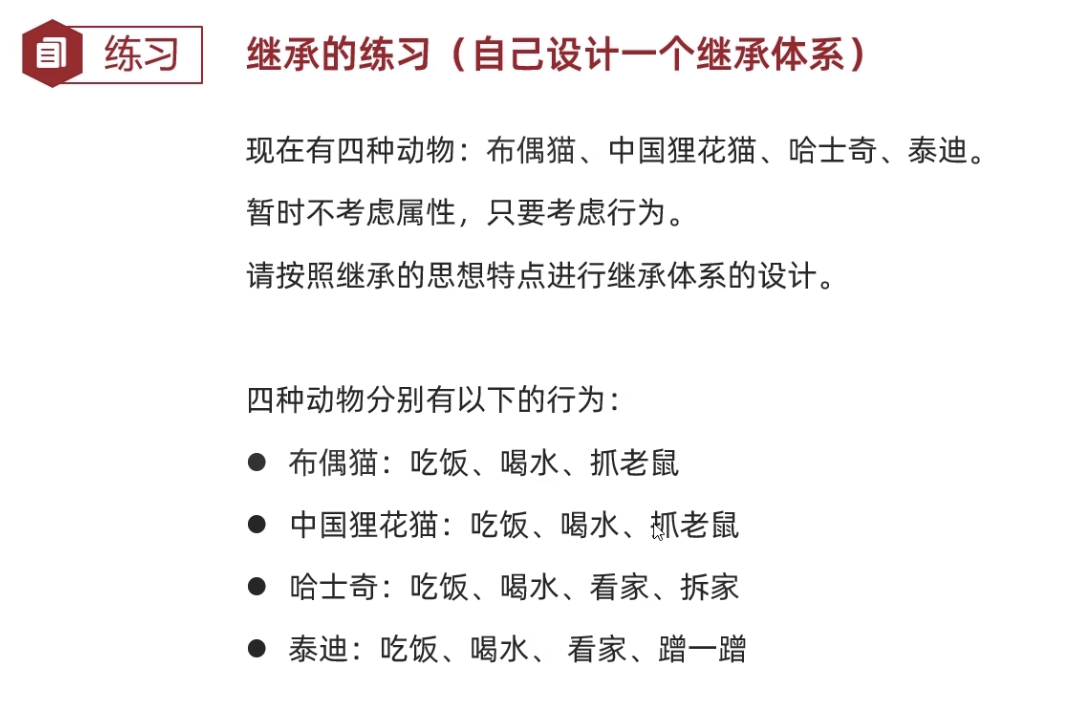 练习
继承的练习（自己设计一个继承体系）
现在有四种动物：布偶猫、中国狸花猫、哈士奇、泰迪。
暂时不考虑属性，只要考虑行为。
请按照继承的思想特点进行继承体系的设计。
四种动物分别有以下的行为：
● 布偶猫：吃饭、喝水、抓老鼠
● 中国狸花猫：吃饭、喝水、抓老鼠
● 哈士奇：吃饭、喝水、看家、拆家
● 泰迪：吃饭、喝水、 看家、蹭一蹭